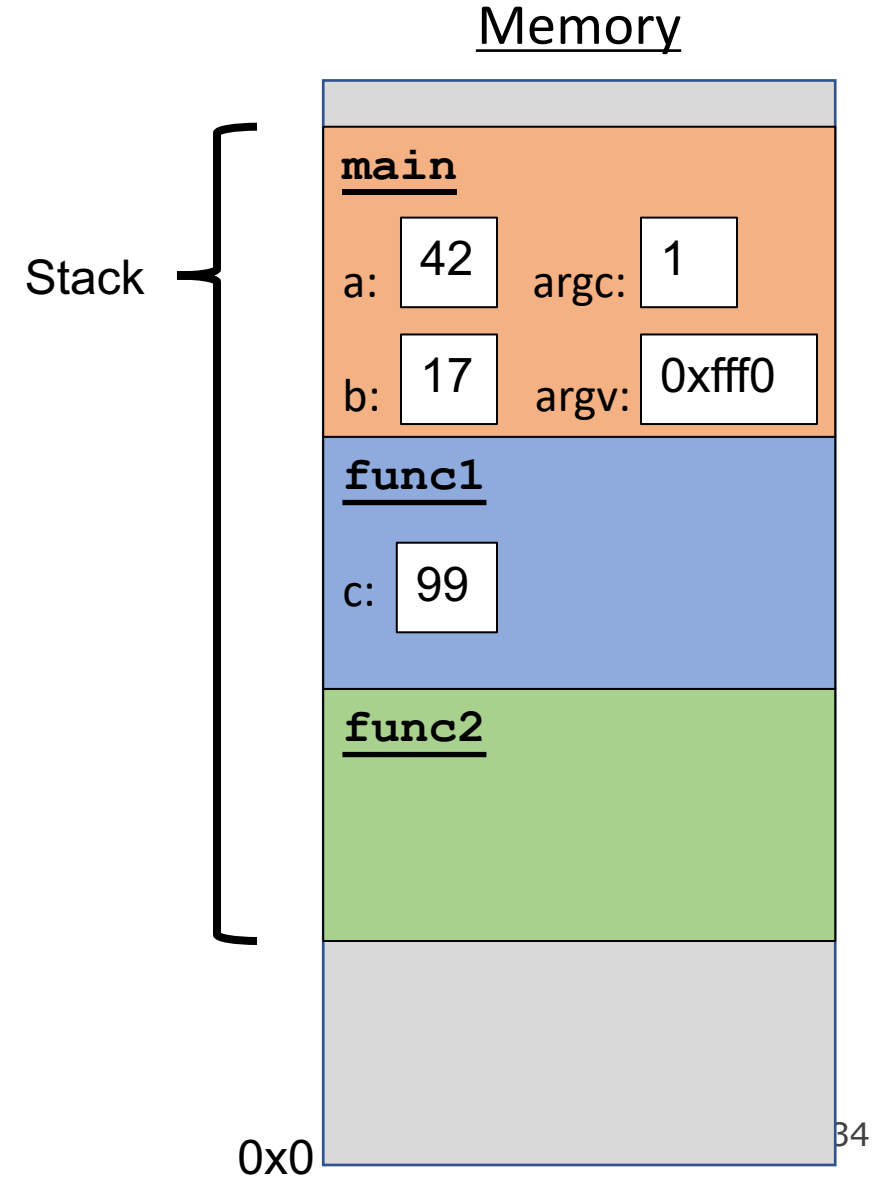 Memory
main
a: 42 argc: 1
Stack
b: 17 argv: 0xfff0
func1
c: 99
func2
34
0x0